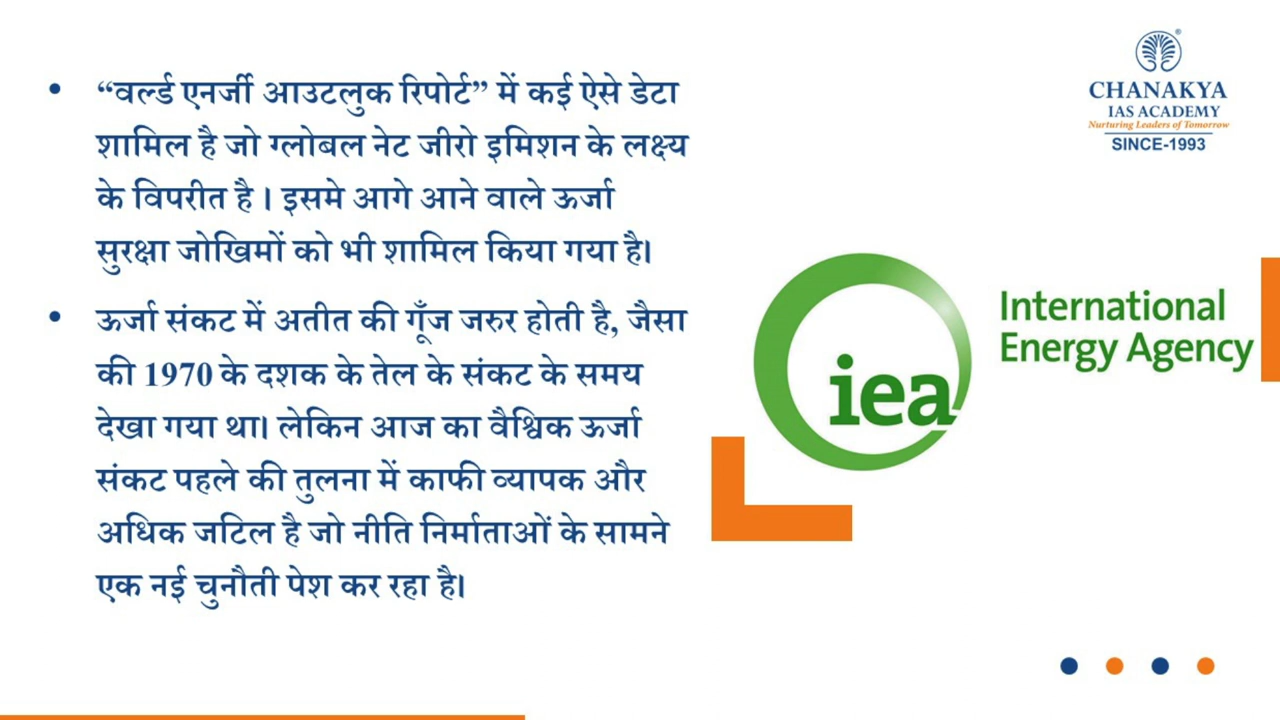 • “वर्ल्ड एनर्जी आउटलुक रिपोर्ट” में कई ऐसे डेटा
शामिल है जो ग्लोबल नेट जीरो इमिशन के लक्ष्य
के विपरीत है । इसमे आगे आने वाले ऊर्जा
सुरक्षा जोखिमों को भी शामिल किया गया है।
• ऊर्जा संकट में अतीत की गूँज जरुर होती है, जैसा
की 1970 के दशक के तेल के संकट के समय
देखा गया था। लेकिन आज का वैश्विक ऊर्जा
संकट पहले की तुलना में काफी व्यापक और
अधिक जटिल है जो नीति निर्माताओं के सामने
एक नई चुनौती पेश कर रहा है।
CHANAKYA
IAS ACADEMY
Nurturing Leaders of Tomorrow
SINCE-1993
iea
International
Energy Agency